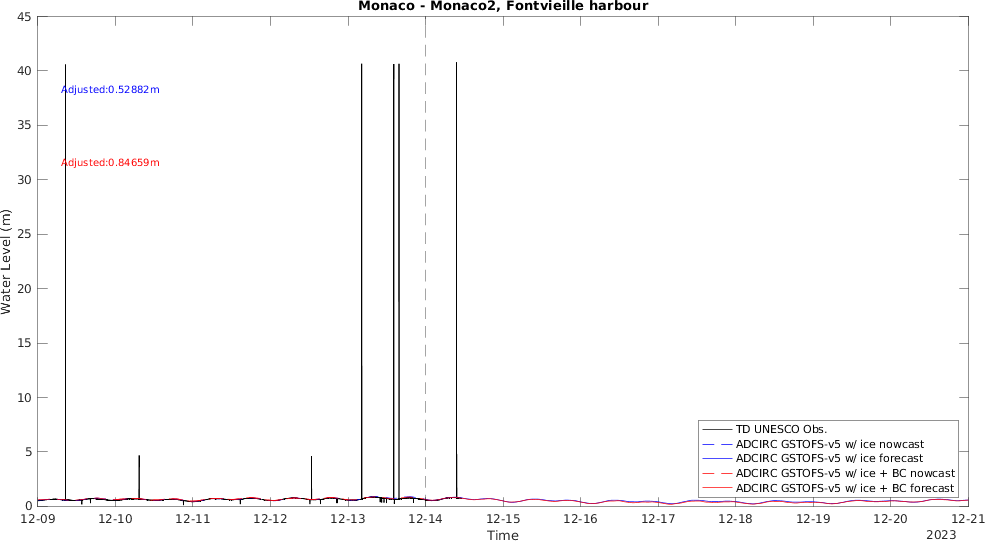 Monaco - Monaco2, Fontvieille harbour
45
40
35
30
25
20
15
10
5
0
Water Level (m)
Adjusted:0.52882m
Adjusted:0.84659m
TD UNESCO Obs.
ADCIRC GSTOFS-v5 w/ ice nowcast
ADCIRC GSTOFS-v5 w/ ice forecast
ADCIRC GSTOFS-v5 w/ ice + BC nowcast
ADCIRC GSTOFS-v5 w/ ice + BC forecast
12-09 12-10 12-11 12-12 12-13 12-14 12-15 12-16 12-17 12-18 12-19 12-20 12-21
Time
2023